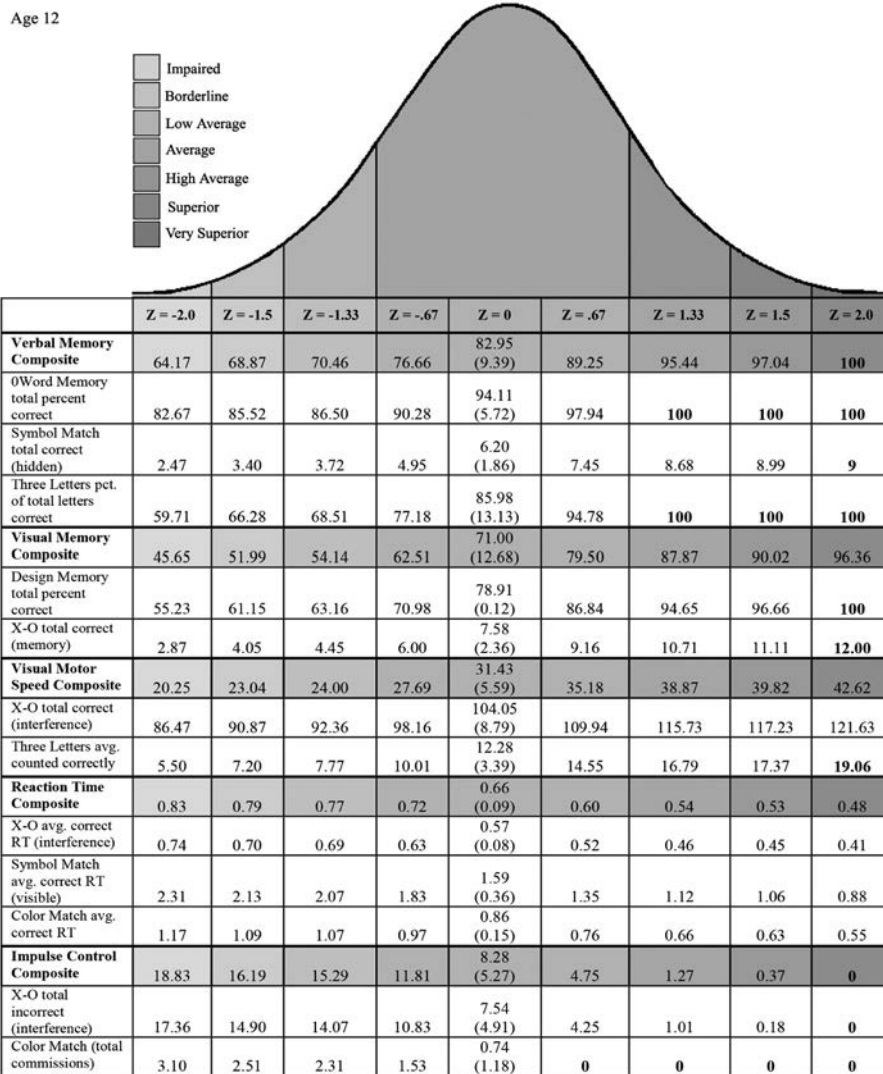 Age 12
Impaired
Borderline
Low Average
Average
High Average
Superior
Very Superior
Z = -2.0 Z = -1.5 Z = -1.33 Z = -.67 Z = 0 Z = .67 Z = 1.33 Z = 1.5 Z = 2.0
Verbal Memory
Composite
64.17 68.87 70.46 76.66 82.95 (9.39) 89.25 95.44 97.04 100
0Word Memory
total percent
correct
82.67 85.52 86.50 90.28 94.11 (5.72) 97.94 100 100 100
Symbol Match
total correct
(hidden)
2.47 3.40 3.72 4.95 6.20 (1.86) 7.45 8.68 8.99 9
Three Letters pct.
of total letters
correct
59.71 66.28 68.51 77.18 85.98 (13.13) 94.78 100 100 100
Visual Memory
Composite
45.65 51.99 54.14 62.51 71.00 (12.68) 79.50 87.87 90.02 96.36
Design Memory
total percent
correct
55.23 61.15 63.16 70.98 78.91 (0.12) 86.84 94.65 96.66 100
X-O total correct
(memory)
2.87 4.05 4.45 6.00 7.58 (2.36) 9.16 10.71 11.11 12.00
Visual Motor
Speed Composite
20.25 23.04 24.00 27.69 31.43 (5.59) 35.18 38.87 39.82 42.62
X-O total correct
(interference)
86.47 90.87 92.36 98.16 104.05 (8.79) 109.94 115.73 117.23 121.63
Three Letters avg.
counted correctly
5.50 7.20 7.77 10.01 12.28 (3.39) 14.55 16.79 17.37 19.06
Reaction Time
Composite
0.83 0.79 0.77 0.72 0.66 (0.09) 0.60 0.54 0.53 0.48
X-O avg. correct
RT (interference)
0.74 0.70 0.69 0.63 0.57 (0.08) 0.52 0.46 0.45 0.41
Symbol Match
avg. correct RT
(visible)
2.31 2.13 2.07 1.83 1.59 (0.36) 1.35 1.12 1.06 0.88
Color Match avg.
correct RT
1.17 1.09 1.07 0.97 0.86 (0.15) 0.76 0.66 0.63 0.55
Impulse Control
Composite
18.83 16.19 15.29 11.81 8.28 (5.27) 4.75 1.27 0.37 0
X-O total
incorrect
(interference)
17.36 14.90 14.07 10.83 7.54 (4.91) 4.25 1.01 0.18 0
Color Match (total
commissions)
3.10 2.51 2.31 1.53 0.74 (1.18) 0 0 0 0